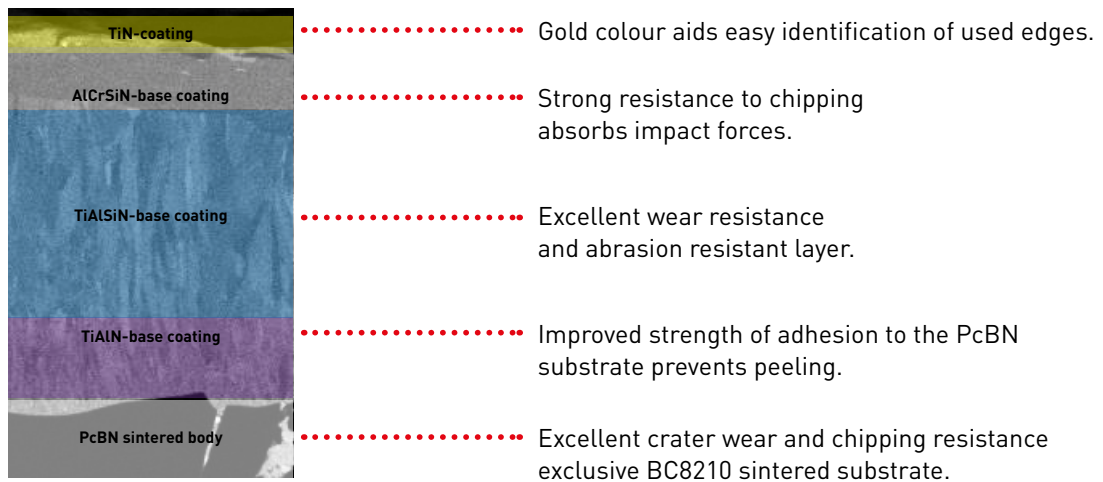 TiN-coating
Gold colour aids easy identification of used edges.
AlCrSiN-base coating
Strong resistance to chipping
absorbs impact forces.
TiAlSiN-base coating
Excellent wear resistance
and abrasion resistant layer.
TiAlN-base coating
Improved strength of adhesion to the PcBN
substrate prevents peeling.
PcBN sintered body
Excellent crater wear and chipping resistance
exclusive BC8210 sintered substrate.